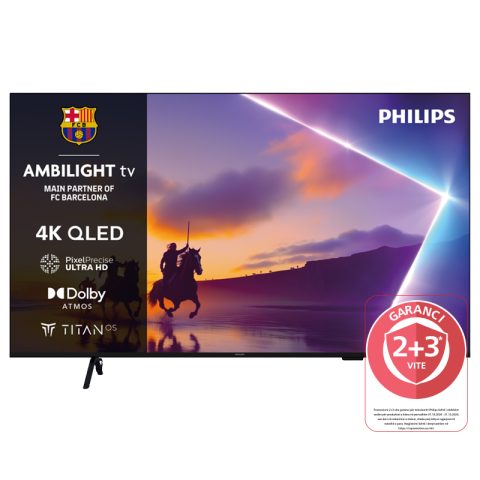 FCB
AMBILIGHT tv
MAIN PARTNER OF
FC BARCELONA
4K QLED
PixelPrecise
ULTRA HD
Dolby
ATMOS
TITAN OS
PHILIPS
GARANCI
2+3*
VITE